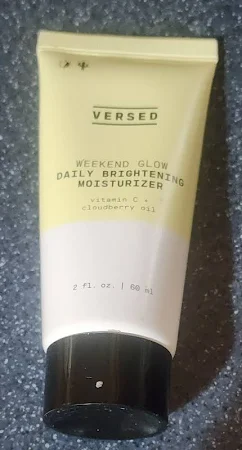 VERSED
WEEKEND GLOW
DAILY BRIGHTENING
MOISTURIZER
vitamin C +
cloudberry oil
2 fl. oz. | 60 ml